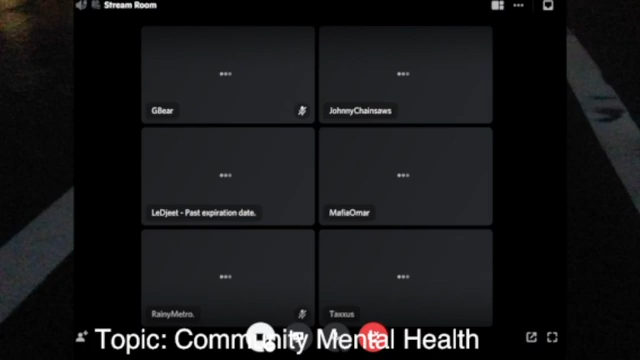 Stream Room
GBear
JohnnyChainsaws
LeDjeet - Past expiration date.
MafiaOmar
RainyMetro.
Taxxus
Topic: Community Mental Health